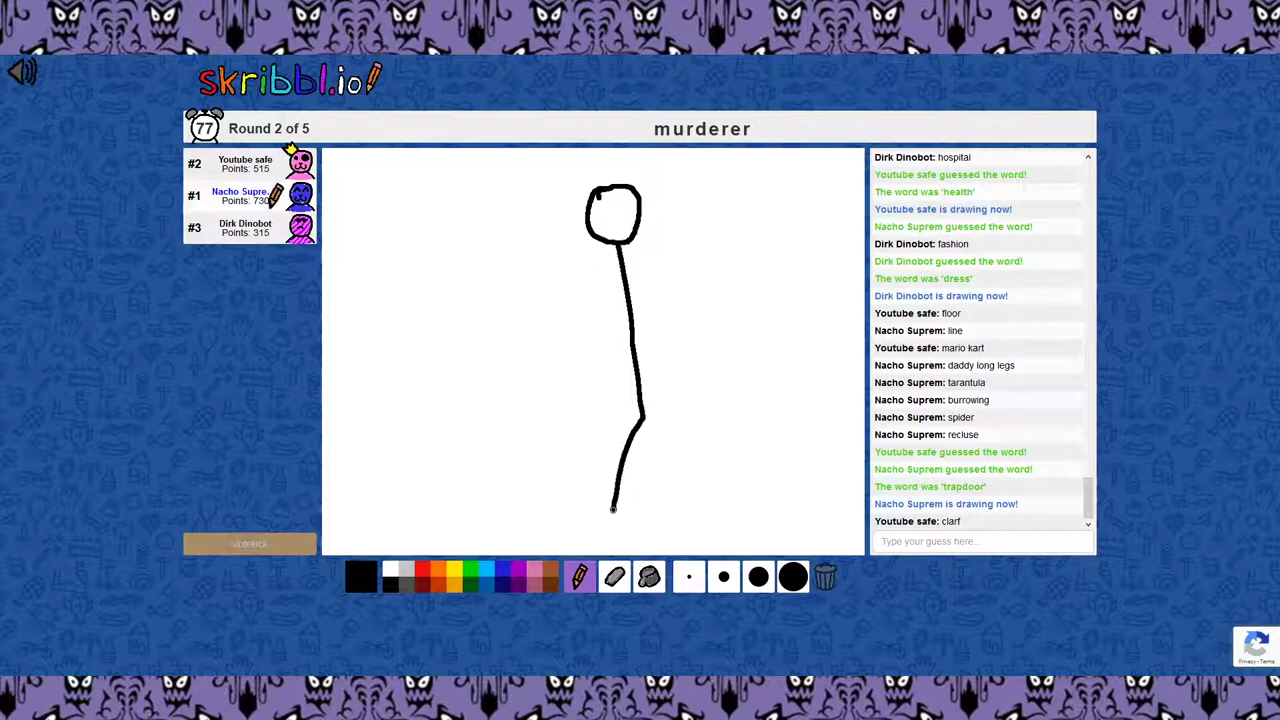 skribbl.io
77
Round 2 of 5
murderer
#2
Youtube safe
Points: 515
#1
Nacho Supre...
Points: 730
#3
Dirk Dinobot
Points: 315
Votekick
Dirk Dinobot: hospital
Youtube safe guessed the word!
The word was 'health'
Youtube safe is drawing now!
Nacho Suprem guessed the word!
Dirk Dinobot: fashion
Dirk Dinobot guessed the word!
The word was 'dress'
Dirk Dinobot is drawing now!
Youtube safe: floor
Nacho Suprem: line
Youtube safe: mario kart
Nacho Suprem: daddy long legs
Nacho Suprem: tarantula
Nacho Suprem: burrowing
Nacho Suprem: spider
Nacho Suprem: recluse
Youtube safe guessed the word!
Nacho Suprem guessed the word!
The word was 'trapdoor'
Nacho Suprem is drawing now!
Youtube safe: clarf
Type your guess here...
Privacy - Terms